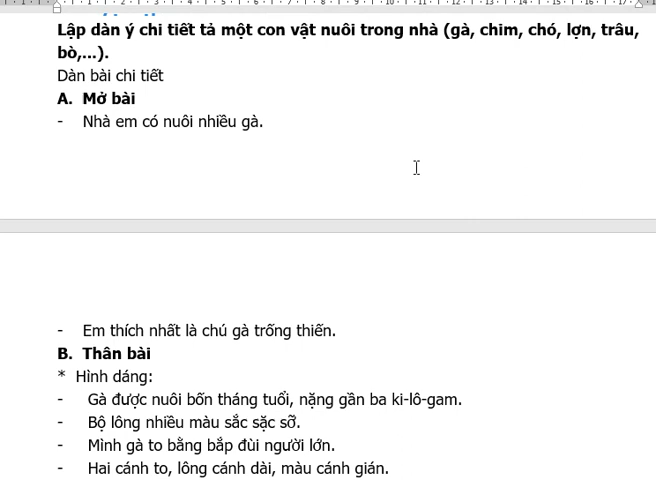 Lập dàn ý chi tiết tả một con vật nuôi trong nhà (gà, chim, chó, lợn, trâu,
bò,...).
Dàn bài chi tiết
A. Mở bài
- Nhà em có nuôi nhiều gà.
- Em thích nhất là chú gà trống thiến.
B. Thân bài
* Hình dáng:
- Gà được nuôi bốn tháng tuổi, nặng gần ba ki-lô-gam.
- Bộ lông nhiều màu sắc sặc sỡ.
- Mình gà to bằng bắp đùi người lớn.
- Hai cánh to, lông cánh dài, màu cánh gián.